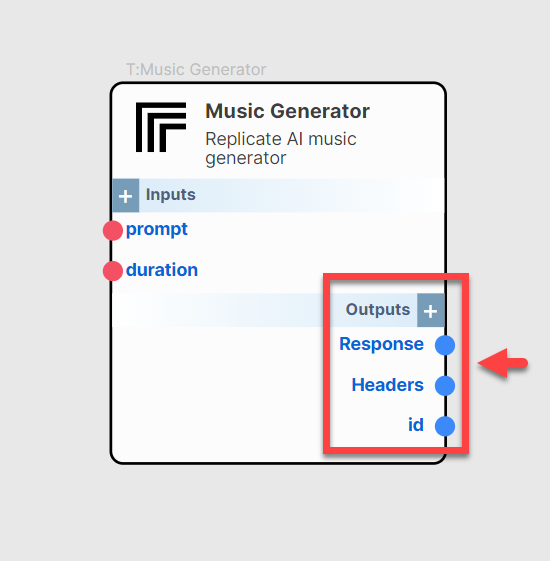 T:Music Generator
Music Generator
Replicate AI music
generator
+ Inputs
prompt
duration
Outputs +
Response
Headers
id